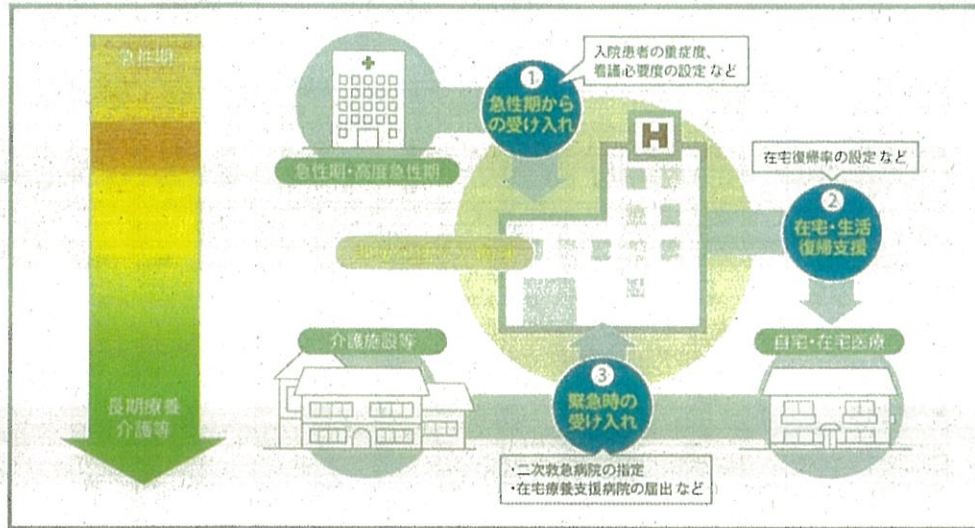 急性期
入院患者の重症度、
看護必要度の設定 など
①
急性期から
の受け入れ
急性期・高度急性期
H
在宅復帰率の設定 など
②
在宅・生活
復帰支援
介護施設等
自宅・在宅医療
③
緊急時の
受け入れ
長期療養
介護等
・二次救急病院の指定
・在宅療養支援病院の届出 など